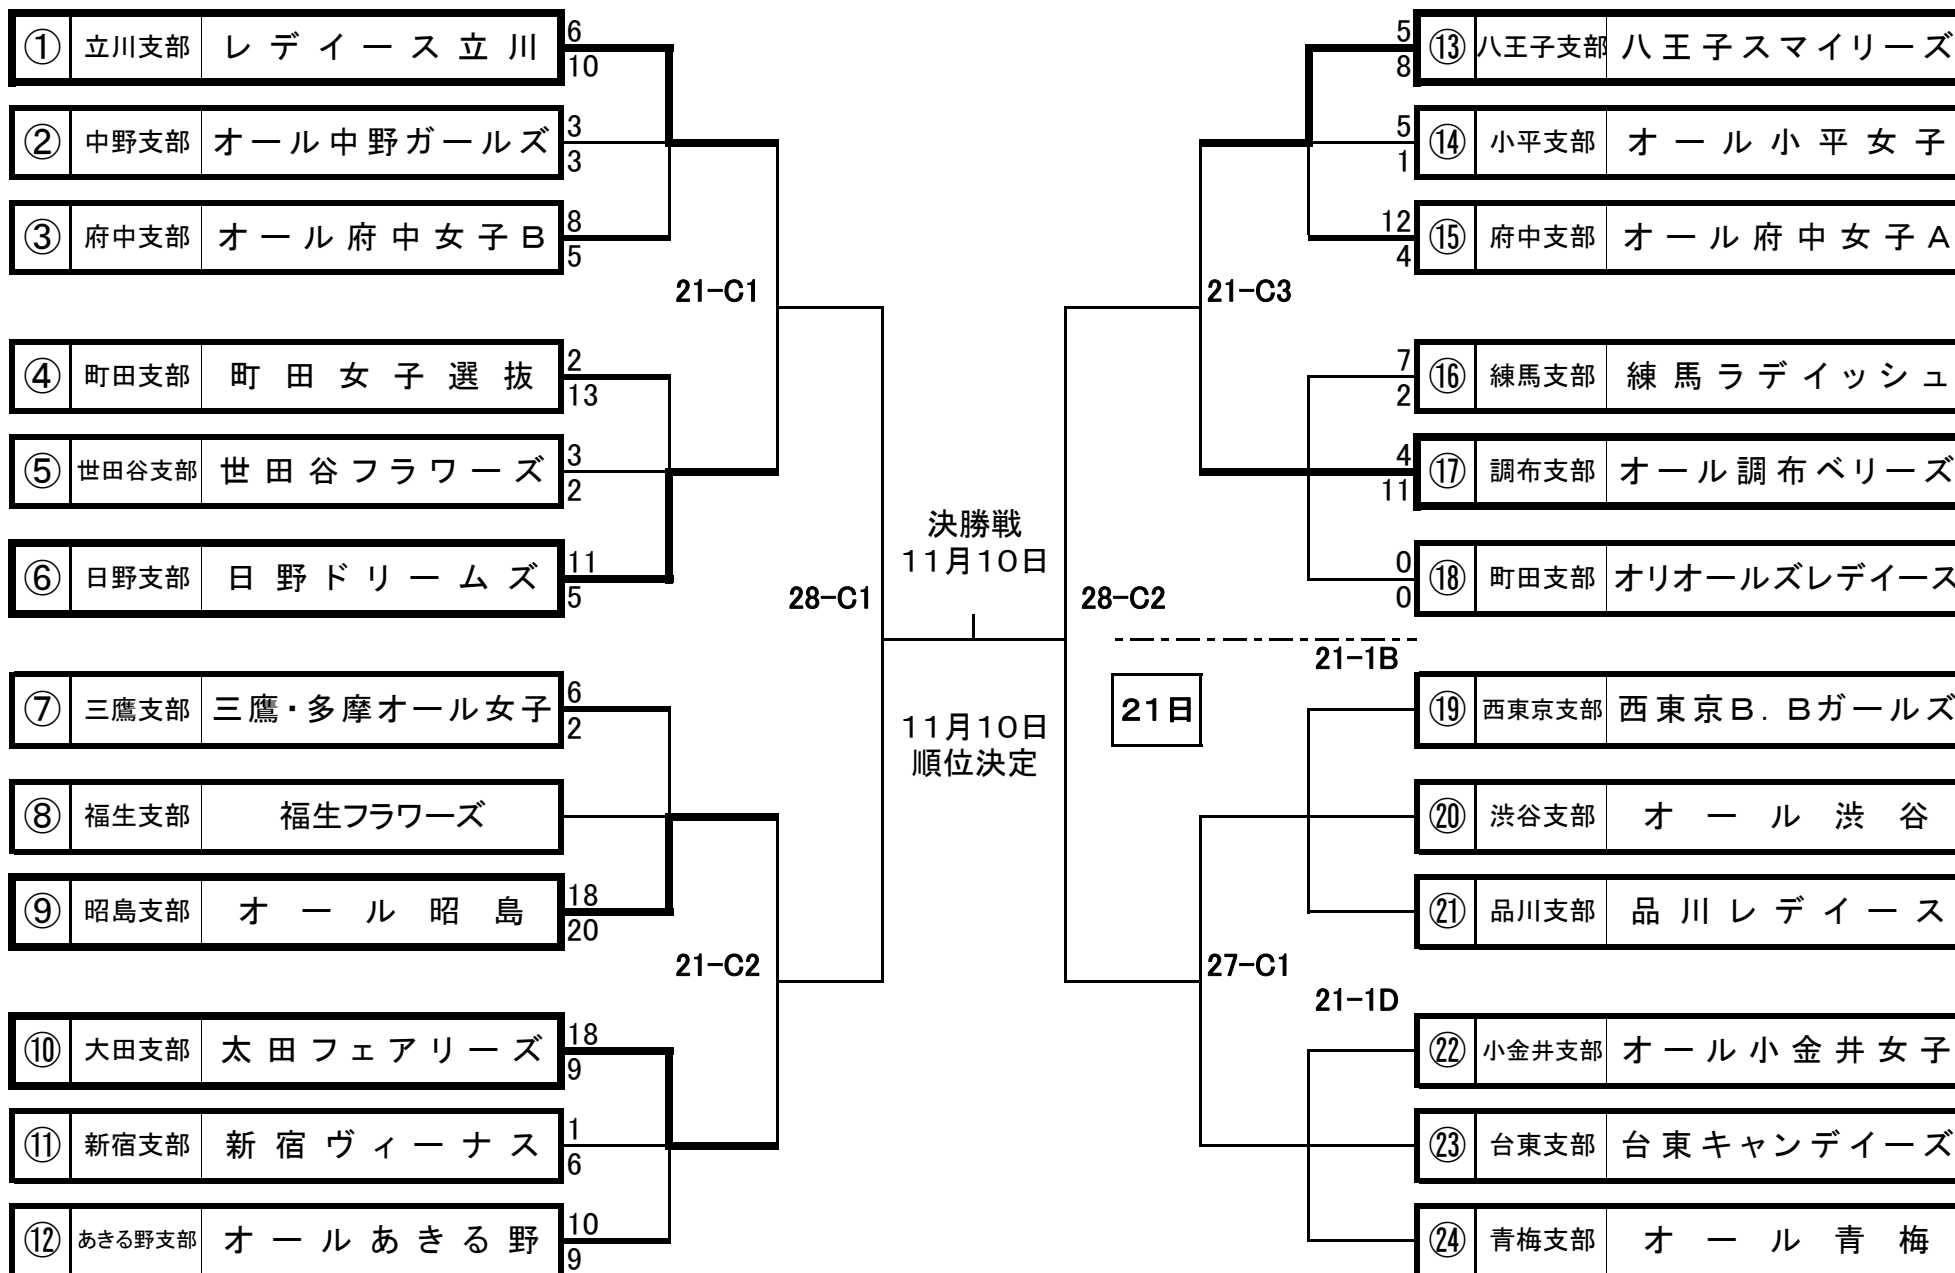 ① 立川支部 レディース立川 6 10
② 中野支部 オール中野ガールズ 3 3
③ 府中支部 オール府中女子B 8 5
21-C1
④ 町田支部 町田女子選抜 2 13
⑤ 世田谷支部 世田谷フラワーズ 3 2
⑥ 日野支部 日野ドリームズ 11 5
28-C1
⑦ 三鷹支部 三鷹・多摩オール女子 6 2
⑧ 福生支部 福生フラワーズ
⑨ 昭島支部 オール昭島 18 20
21-C2
⑩ 大田支部 太田フェアリーズ 18 9
⑪ 新宿支部 新宿ヴィーナス 1 6
⑫ あきる野支部 オールあきる野 10 9
決勝戦
11月10日
11月10日
順位決定
5 8 ⑬ 八王子支部 八王子スマイリーズ
5 1 ⑭ 小平支部 オール小平女子
12 4 ⑮ 府中支部 オール府中女子A
21-C3
7 2 ⑯ 練馬支部 練馬ラデイッシュ
4 11 ⑰ 調布支部 オール調布ベリーズ
0 0 ⑱ 町田支部 オリオールズレデイース
28-C2
21-1B
21日
⑲ 西東京支部 西東京B.Bガールズ
⑳ 渋谷支部 オール渋谷
㉑ 品川支部 品川レデイース
27-C1
21-1D
㉒ 小金井支部 オール小金井女子
㉓ 台東支部 台東キャンデイーズ
㉔ 青梅支部 オール青梅